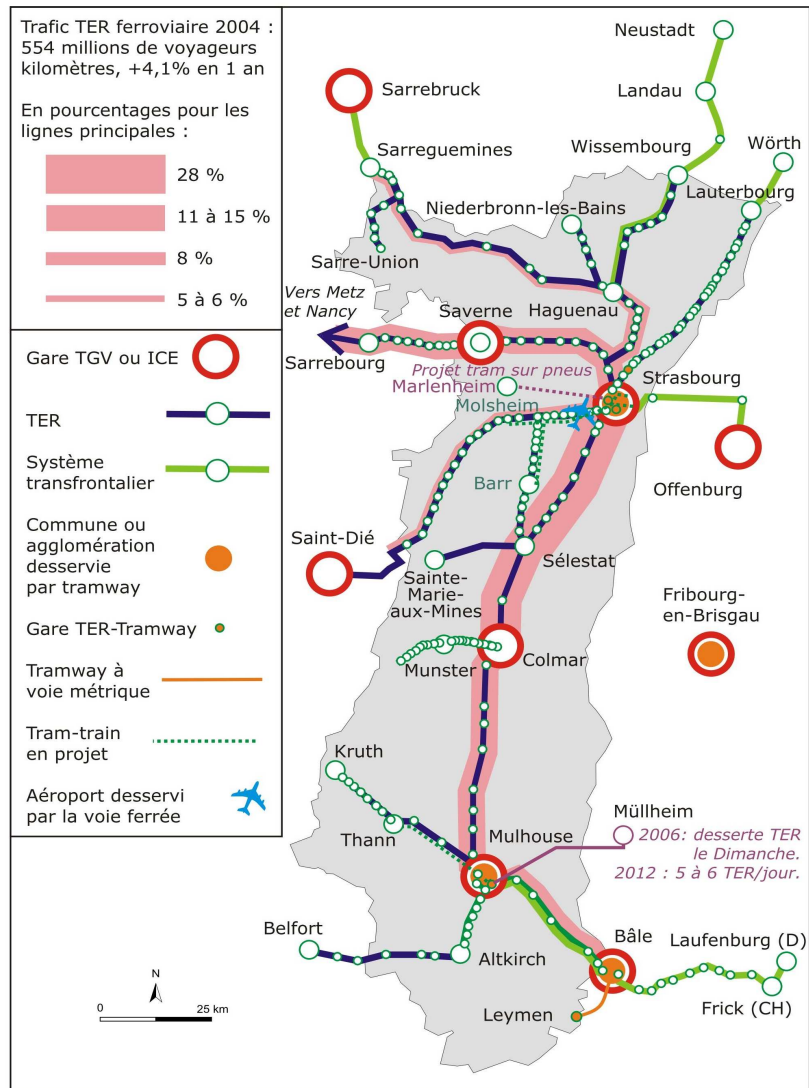 Trafic TER ferroviaire 2004 :
554 millions de voyageurs
kilomètres, +4,1% en 1 an
En pourcentages pour les
lignes principales :
28 %
11 à 15 %
8 %
5 à 6 %
Gare TGV ou ICE
TER
Système
transfrontalier
Commune ou
agglomération
desservie
par tramway
Gare TER-Tramway
Tramway à
voie métrique
Tram-train
en projet
Aéroport desservi
par la voie ferrée
Neustadt
Sarrebruck
Landau
Sarreguemines
Wissembourg
Wörth
Lauterbourg
Niederbronn-les-Bains
Sarre-Union
Vers Metz
et Nancy
Haguenau
Saverne
Sarrebourg
Projet tram sur pneus
Marlenheim
Strasbourg
Molsheim
Barr
Offenburg
Saint-Dié
Sélestat
Sainte-
Marie-
aux-Mines
Fribourg-
en-Brisgau
Munster
Colmar
Kruth
Thann
Mulhouse
Müllheim
2006: desserte TER
le Dimanche.
2012 : 5 à 6 TER/jour.
Belfort
Altkirch
Bâle
Laufenburg (D)
Frick (CH)
Leymen
N
0
25 km